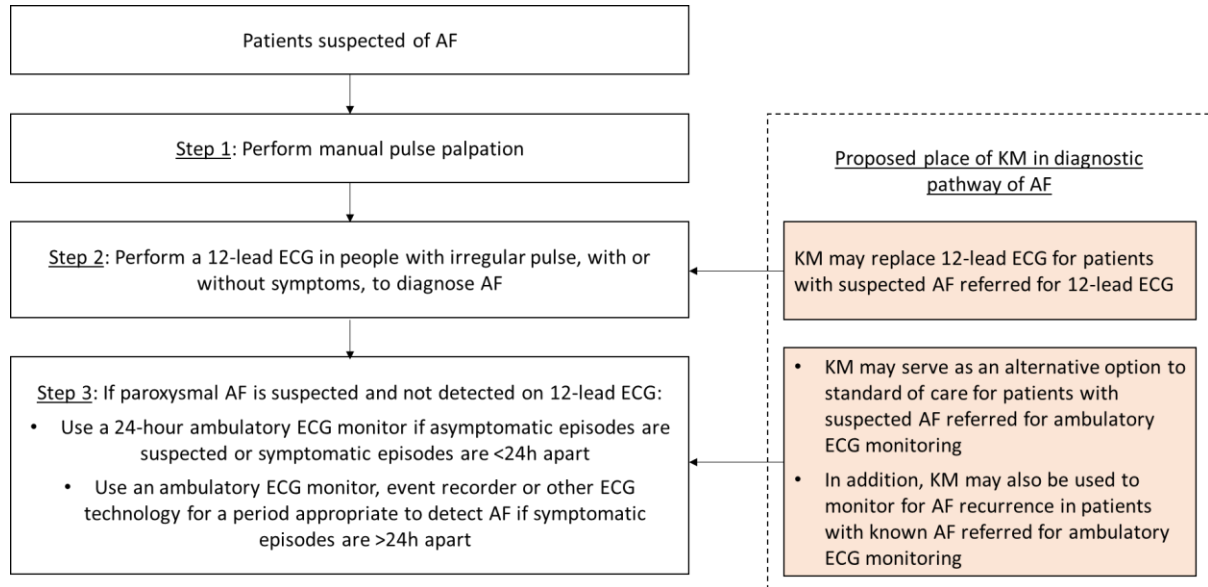 Patients suspected of AF
Step 1: Perform manual pulse palpation
Step 2: Perform a 12-lead ECG in people with irregular pulse, with or
without symptoms, to diagnose AF
Step 3: If paroxysmal AF is suspected and not detected on 12-lead ECG:
• Use a 24-hour ambulatory ECG monitor if asymptomatic episodes are
suspected or symptomatic episodes are <24h apart
• Use an ambulatory ECG monitor, event recorder or other ECG
technology for a period appropriate to detect AF if symptomatic
episodes are >24h apart
Proposed place of KM in diagnostic
pathway of AF
KM may replace 12-lead ECG for patients
with suspected AF referred for 12-lead ECG
• KM may serve as an alternative option to
standard of care for patients with
suspected AF referred for ambulatory
ECG monitoring
• In addition, KM may also be used to
monitor for AF recurrence in patients
with known AF referred for ambulatory
ECG monitoring